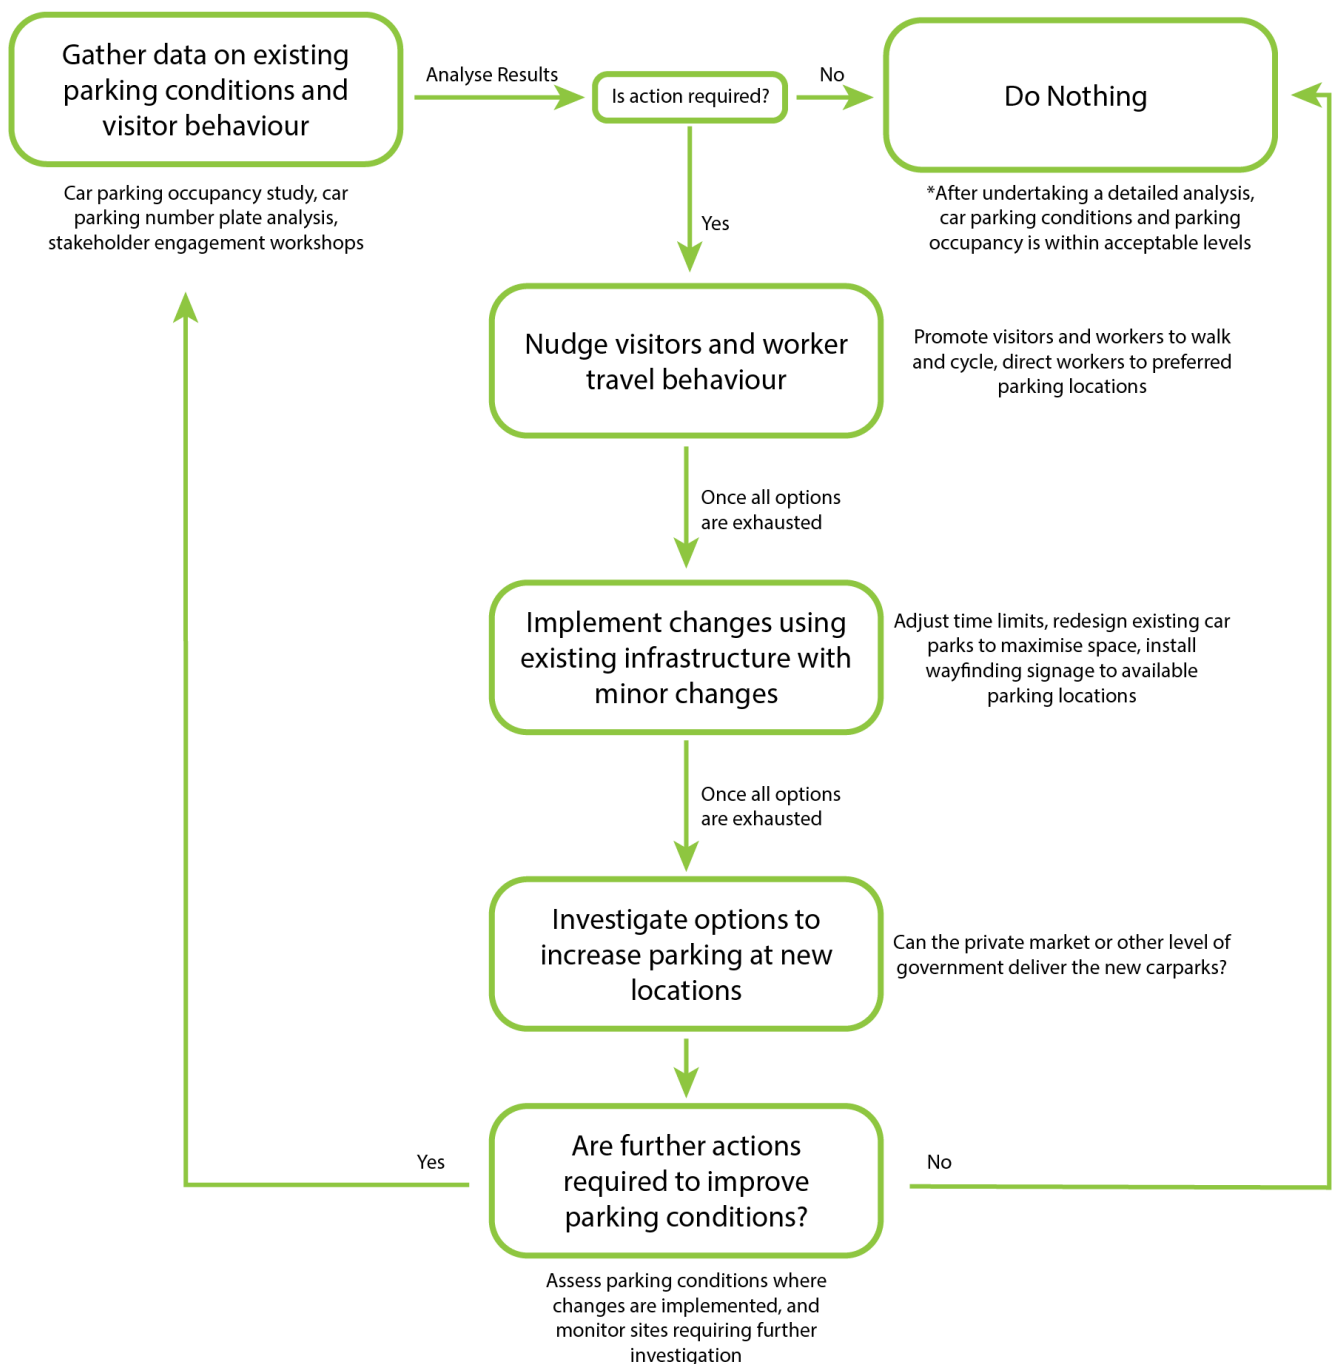 Gather data on existing
parking conditions and
visitor behaviour
Analyse Results
Is action required?
No
Do Nothing
Car parking occupancy study, car
parking number plate analysis,
stakeholder engagement workshops
*After undertaking a detailed analysis,
car parking conditions and parking
occupancy is within acceptable levels
Yes
Nudge visitors and worker
travel behaviour
Promote visitors and workers to walk
and cycle, direct workers to preferred
parking locations
Once all options
are exhausted
Implement changes using
existing infrastructure with
minor changes
Adjust time limits, redesign existing car
parks to maximise space, install
wayfinding signage to available
parking locations
Once all options
are exhausted
Investigate options to
increase parking at new
locations
Can the private market or other level of
government deliver the new carparks?
Are further actions
required to improve
parking conditions?
Yes
No
Assess parking conditions where
changes are implemented, and
monitor sites requiring further
investigation